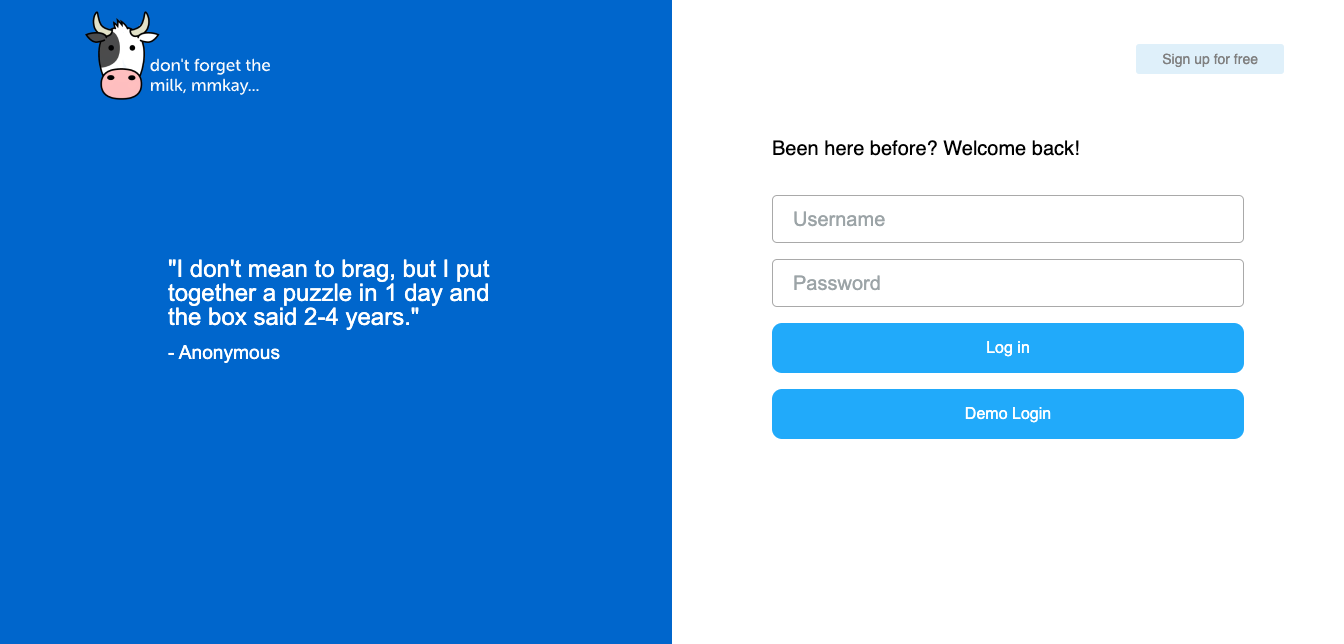 don't forget the
milk, mmkay...
"I don't mean to brag, but I put
together a puzzle in 1 day and
the box said 2-4 years."
- Anonymous
Sign up for free
Been here before? Welcome back!
Username
Password
Log in
Demo Login